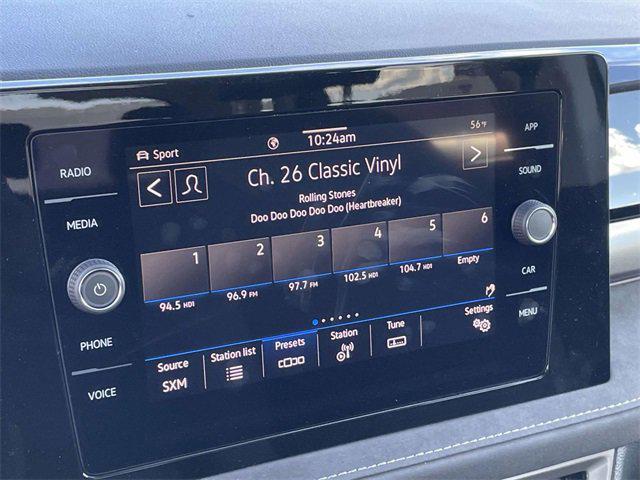 RADIO
MEDIA
PHONE
VOICE
Sport
10:24am
56°F
Ch. 26 Classic Vinyl
Rolling Stones
Doo Doo Doo Doo Doo (Heartbreaker)
1
2
3
4
5
6
94.5 HD1
96.9 FM
97.7 FM
102.5 HD1
104.7 HD1
Empty
Source
SXM
Station list
Presets
Station
Tune
Settings
APP
SOUND
CAR
MENU